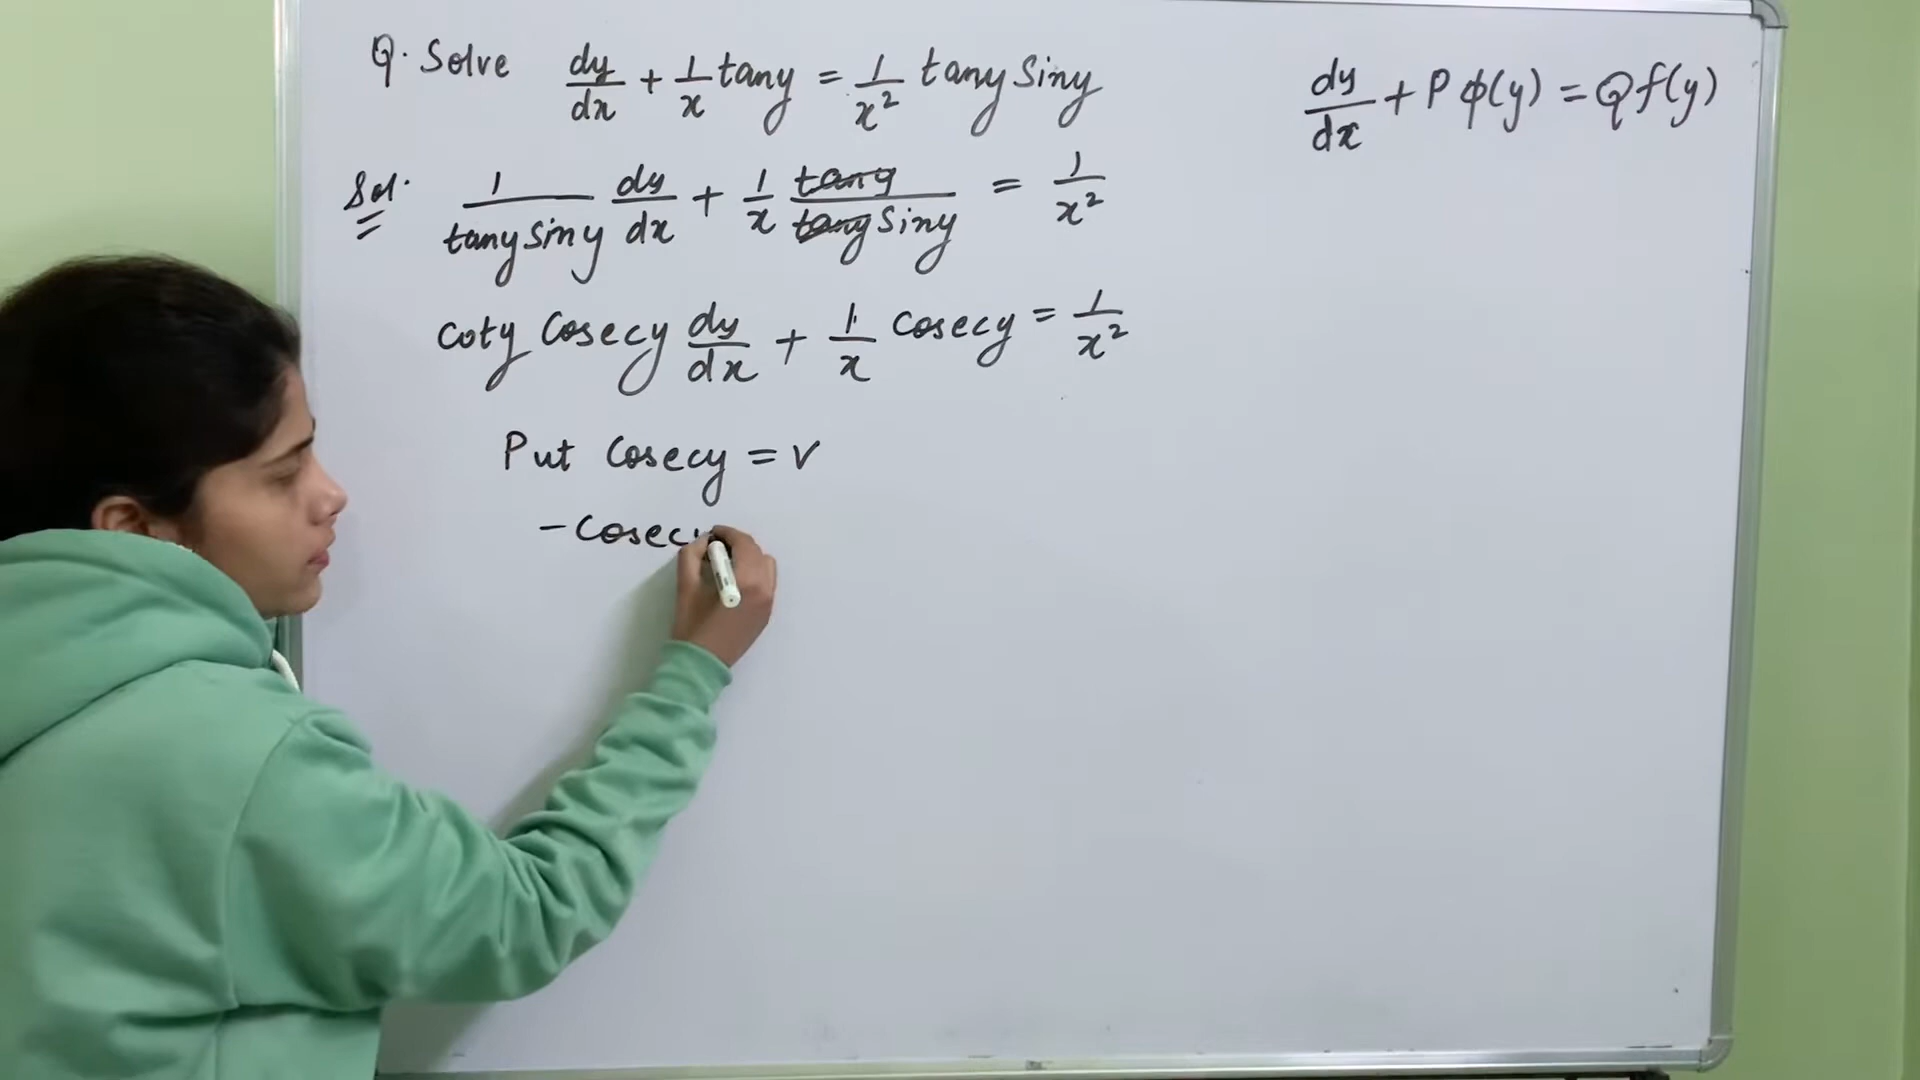 Q. Solve dy/dx + 1/x tany = 1/x² tany Siny
dy/dx + P ϕ(y) = Q f(y)
Sol. 1/(tany siny) dy/dx + 1/x tany/(tany Siny) = 1/x²
coty Cosecy dy/dx + 1/x Cosecy = 1/x²
Put Cosecy = v
- Cosecy